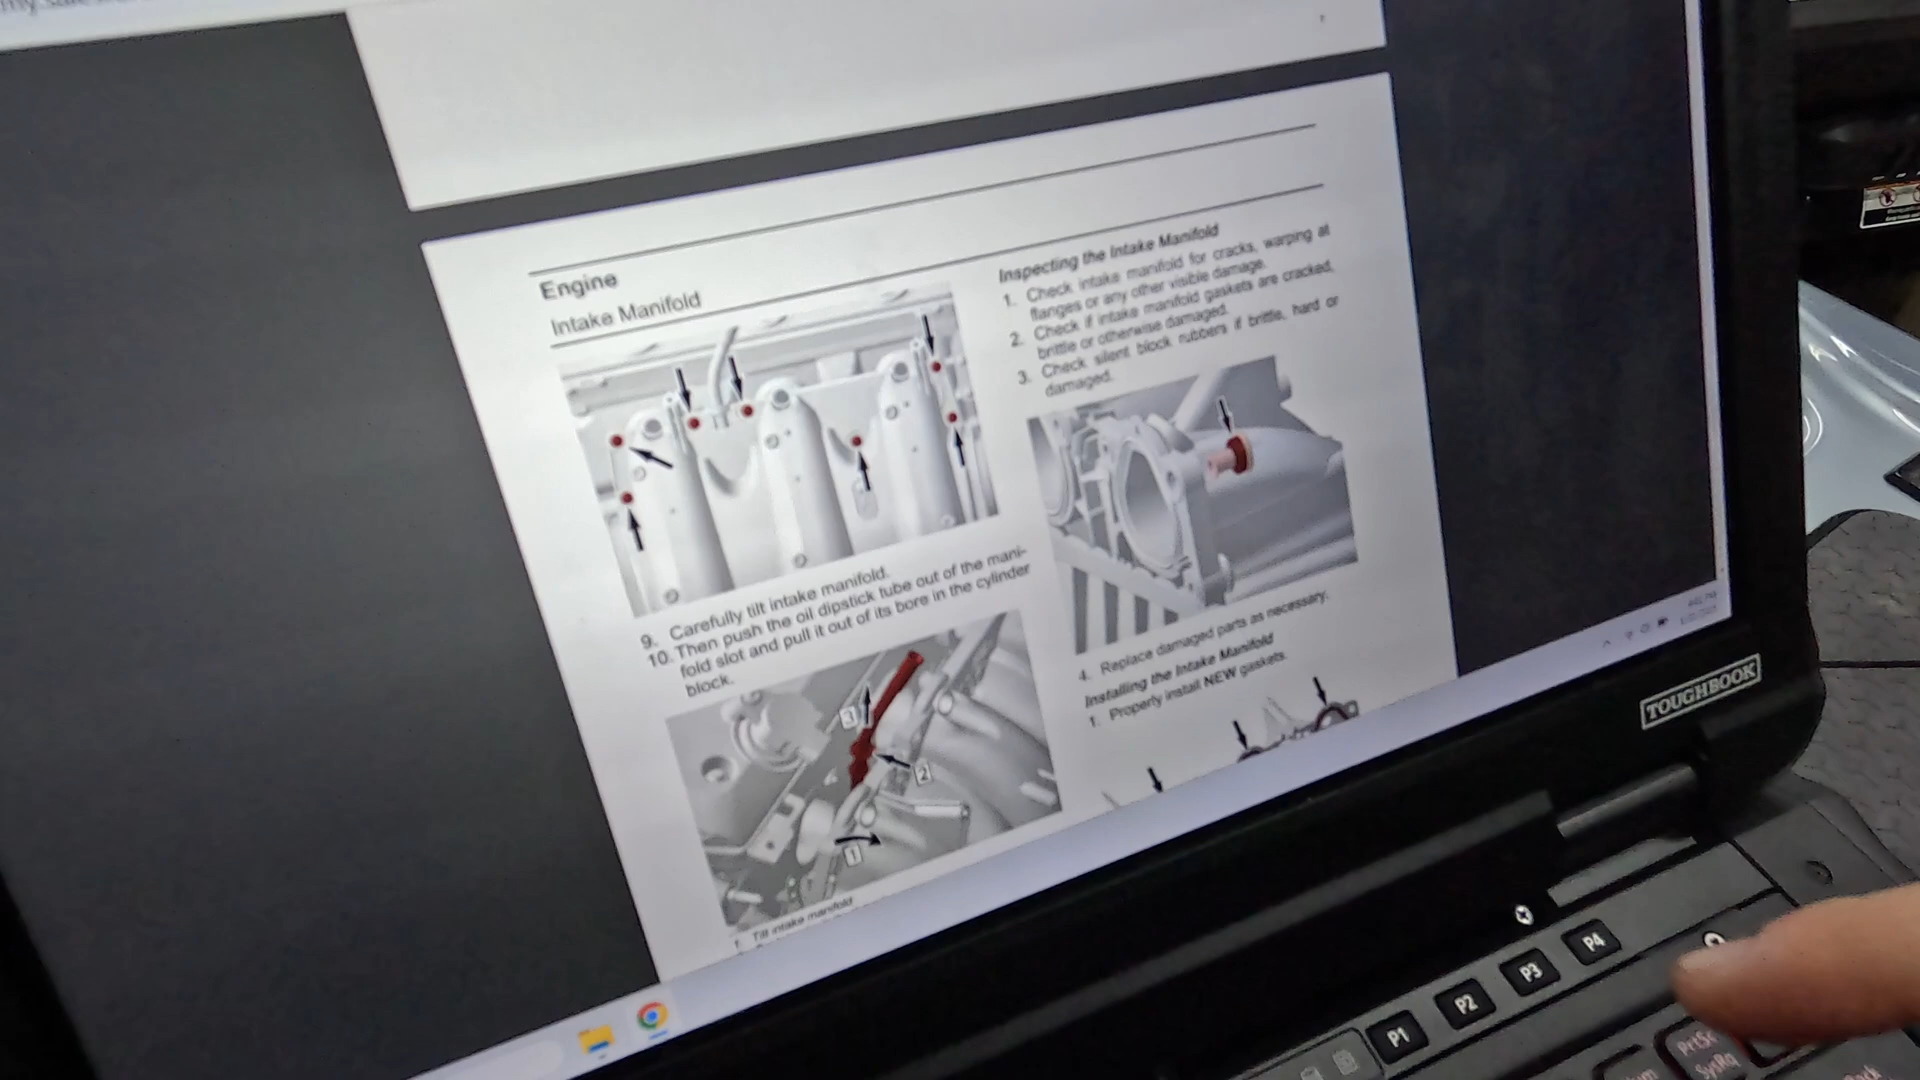 Engine
Intake Manifold
9. Carefully tilt intake manifold.
10. Then push the oil dipstick tube out of the mani-
fold slot and pull it out of its bore in the cylinder
block.
3
2
1
1. Tilt intake manifold
Inspecting the Intake Manifold
1. Check intake manifold for cracks, warping at
flanges or any other visible damage.
2. Check if intake manifold gaskets are cracked,
brittle or otherwise damaged.
3. Check silent block rubbers if brittle, hard or
damaged.
4. Replace damaged parts as necessary.
Installing the Intake Manifold
1. Properly install NEW gaskets.
TOUGHBOOK
P1
P2
P3
P4
PrtSc
SysRq